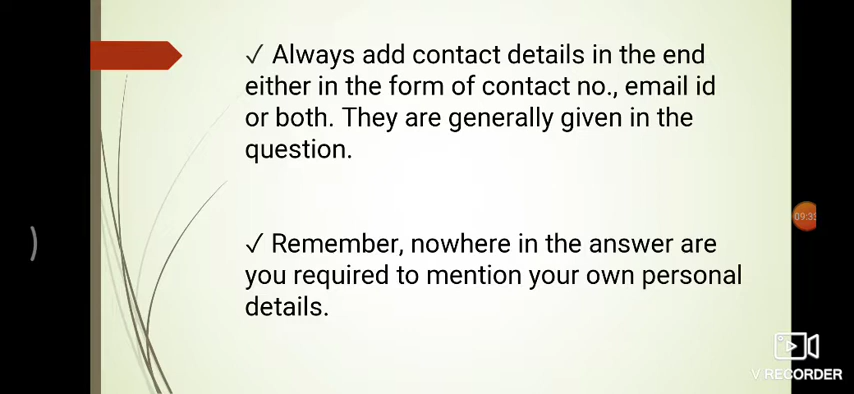 ✓ Always add contact details in the end
either in the form of contact no., email id
or both. They are generally given in the
question.
✓ Remember, nowhere in the answer are
you required to mention your own personal
details.
09:33
V RECORDER